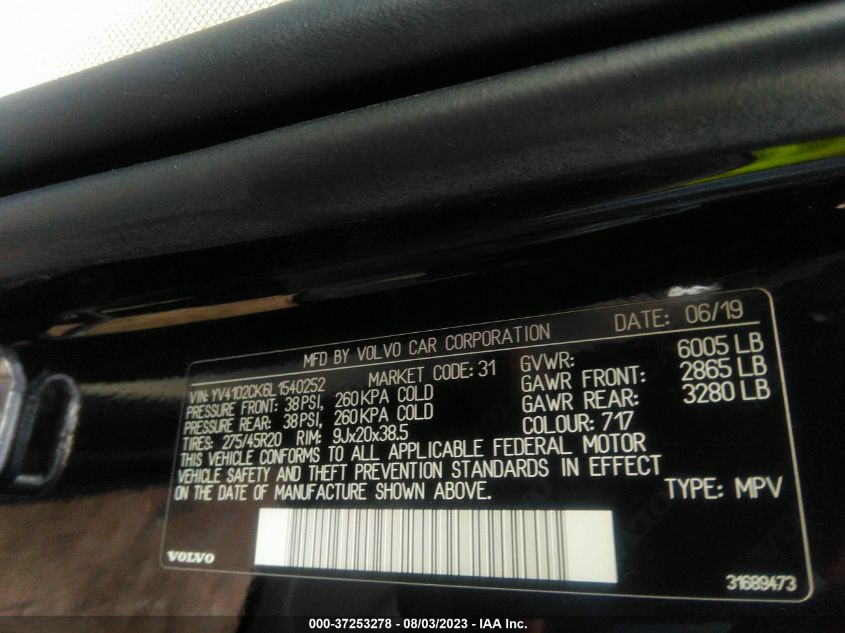 MFD BY VOLVO CAR CORPORATION DATE: 06/19
VIN: YV4102CK6L1540252 MARKET CODE: 31 GVWR: 6005 LB
PRESSURE FRONT: 38PSI, 260KPA COLD GAWR FRONT: 2865 LB
PRESSURE REAR: 38PSI, 260KPA COLD GAWR REAR: 3280 LB
TIRES: 275/45R20 RIM: 9Jx20x38.5 COLOUR: 717
THIS VEHICLE CONFORMS TO ALL APPLICABLE FEDERAL MOTOR
VEHICLE SAFETY AND THEFT PREVENTION STANDARDS IN EFFECT
ON THE DATE OF MANUFACTURE SHOWN ABOVE. TYPE: MPV
VOLVO
31689473
000-37253278 - 08/03/2023 - IAA Inc.